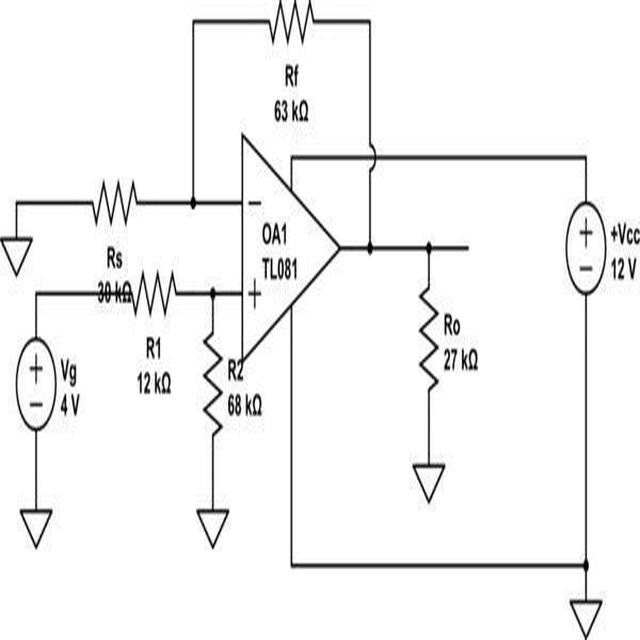 Rf
63 kΩ
−
OA1
TL081
+
Rs
30 kΩ
R1
12 kΩ
R2
68 kΩ
+
−
Vg
4 V
Ro
27 kΩ
+
−
+Vcc
12 V